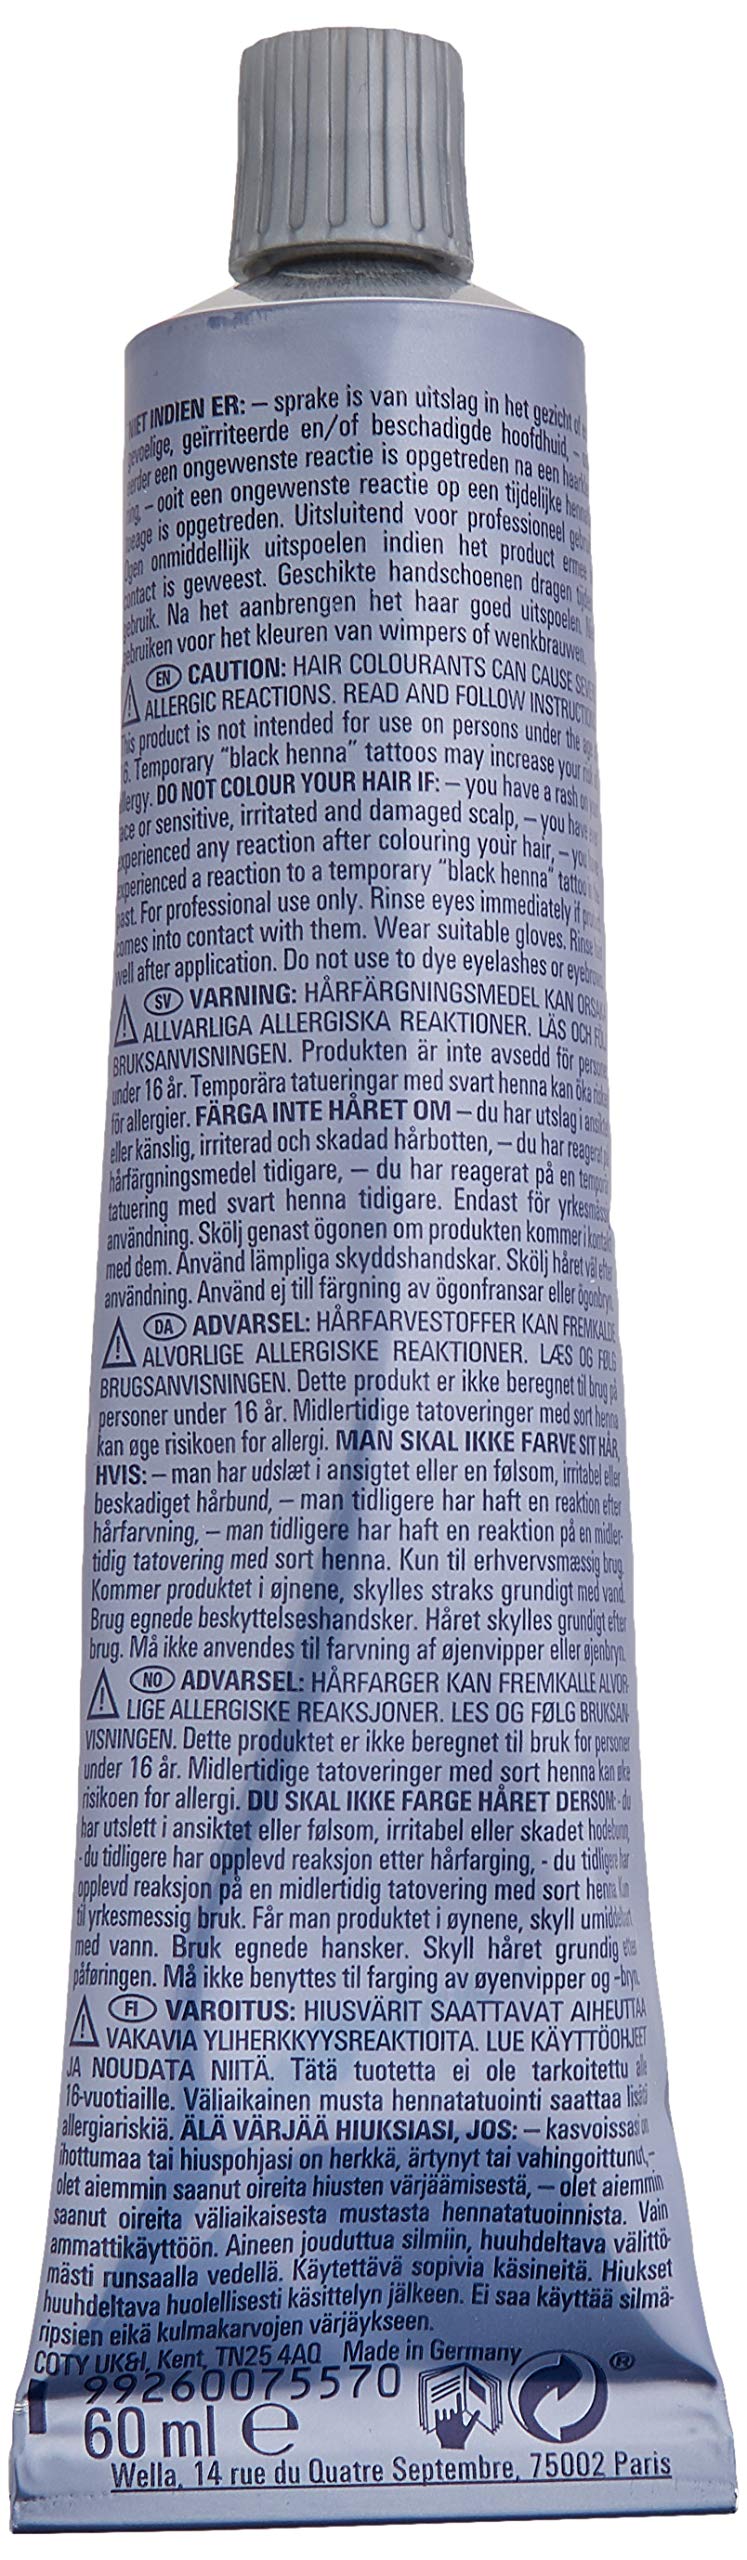 NIET INDIEN ER: – sprake is van uitslag in het gezicht of
gevoelige, geïrriteerde en/of beschadigde hoofdhuid, –
eerder een ongewenste reactie is opgetreden na een
– ooit een ongewenste reactie op een tijdelijke
is opgetreden. Uitsluitend voor professioneel
Ogen onmiddellijk uitspoelen indien het product ermee
contact is geweest. Geschikte handschoenen dragen
gebruik. Na het aanbrengen het haar goed uitspoelen.
gebruiken voor het kleuren van wimpers of wenkbrauwen.
EN CAUTION: HAIR COLOURANTS CAN CAUSE
ALLERGIC REACTIONS. READ AND FOLLOW
This product is not intended for use on persons under the
16. Temporary "black henna" tattoos may increase your
allergy. DO NOT COLOUR YOUR HAIR IF: – you have a rash on
face or sensitive, irritated and damaged scalp, – you have
experienced any reaction after colouring your hair, –
experienced a reaction to a temporary "black henna" tattoo
past. For professional use only. Rinse eyes immediately if
comes into contact with them. Wear suitable gloves. Rinse
well after application. Do not use to dye eyelashes or
SV VARNING: HÅRFÄRGNINGSMEDEL KAN
ALLVARLIGA ALLERGISKA REAKTIONER. LÄS OCH
BRUKSANVISNINGEN. Produkten är inte avsedd för
under 16 år. Temporära tatueringar med svart henna kan öka
för allergier. FÄRGA INTE HÅRET OM – du har utslag i
eller känslig, irriterad och skadad hårbotten, – du har reagerat på
hårfärgningsmedel tidigare, – du har reagerat på en
tatuering med svart henna tidigare. Endast för
användning. Skölj genast ögonen om produkten kommer i
med dem. Använd lämpliga skyddshandskar. Skölj håret väl efter
användning. Använd ej till färgning av ögonfransar eller ögonbryn.
DA ADVARSEL: HÅRFARVESTOFFER KAN FREMKALDE
ALVORLIGE ALLERGISKE REAKTIONER. LÆS OG FØLG
BRUGSANVISNINGEN. Dette produkt er ikke beregnet til brug på
personer under 16 år. Midlertidige tatoveringer med sort henna
kan øge risikoen for allergi. MAN SKAL IKKE FARVE SIT HÅR,
HVIS: – man har udslæt i ansigtet eller en følsom, irritabel eller
beskadiget hårbund, – man tidligere har haft en reaktion efter
hårfarvning, – man tidligere har haft en reaktion på en midler-
tidig tatovering med sort henna. Kun til erhvervsmæssig brug.
Kommer produktet i øjnene, skylles straks grundigt med vand.
Brug egnede beskyttelseshandsker. Håret skylles grundigt efter
brug. Må ikke anvendes til farvning af øjenvipper eller øjenbryn.
NO ADVARSEL: HÅRFARGER KAN FREMKALLE ALVOR-
LIGE ALLERGISKE REAKSJONER. LES OG FØLG BRUKSAN-
VISNINGEN. Dette produktet er ikke beregnet til bruk for personer
under 16 år. Midlertidige tatoveringer med sort henna kan øke
risikoen for allergi. DU SKAL IKKE FARGE HÅRET DERSOM: - du
har utslett i ansiktet eller følsom, irritabel eller skadet hodebunn,
- du tidligere har opplevd reaksjon etter hårfarging, - du tidligere har
opplevd reaksjon på en midlertidig tatovering med sort henna. Kun
til yrkesmessig bruk. Får man produktet i øynene, skyll umiddelbart
med vann. Bruk egnede hansker. Skyll håret grundig etter
påføringen. Må ikke benyttes til farging av øyenvipper og -bryn.
FI VAROITUS: HIUSVÄRIT SAATTAVAT AIHEUTTAA
VAKAVIA YLIHERKKYYSREAKTIOITA. LUE KÄYTTÖOHJEET
JA NOUDATA NIITÄ. Tätä tuotetta ei ole tarkoitettu alle
16-vuotiaille. Väliaikainen musta hennatatuointi saattaa lisätä
allergiariskiä. ÄLÄ VÄRJÄÄ HIUKSIASI, JOS: – kasvoissasi on
ihottumaa tai hiuspohjasi on herkkä, ärtynyt tai vahingoittunut, –
olet aiemmin saanut oireita hiusten värjäämisestä, – olet aiemmin
saanut oireita väliaikaisesta mustasta hennatatuoinnista. Vain
ammattikäyttöön. Aineen jouduttua silmiin, huuhdeltava välittö-
mästi runsaalla vedellä. Käytettävä sopivia käsineitä. Hiukset
huuhdeltava huolellisesti käsittelyn jälkeen. Ei saa käyttää silmä-
ripsien eikä kulmakarvojen värjäykseen.
COTY UK&I, Kent, TN25 4AQ Made in Germany
99260075570
60 ml e ®
Wella, 14 rue du Quatre Septembre, 75002 Paris